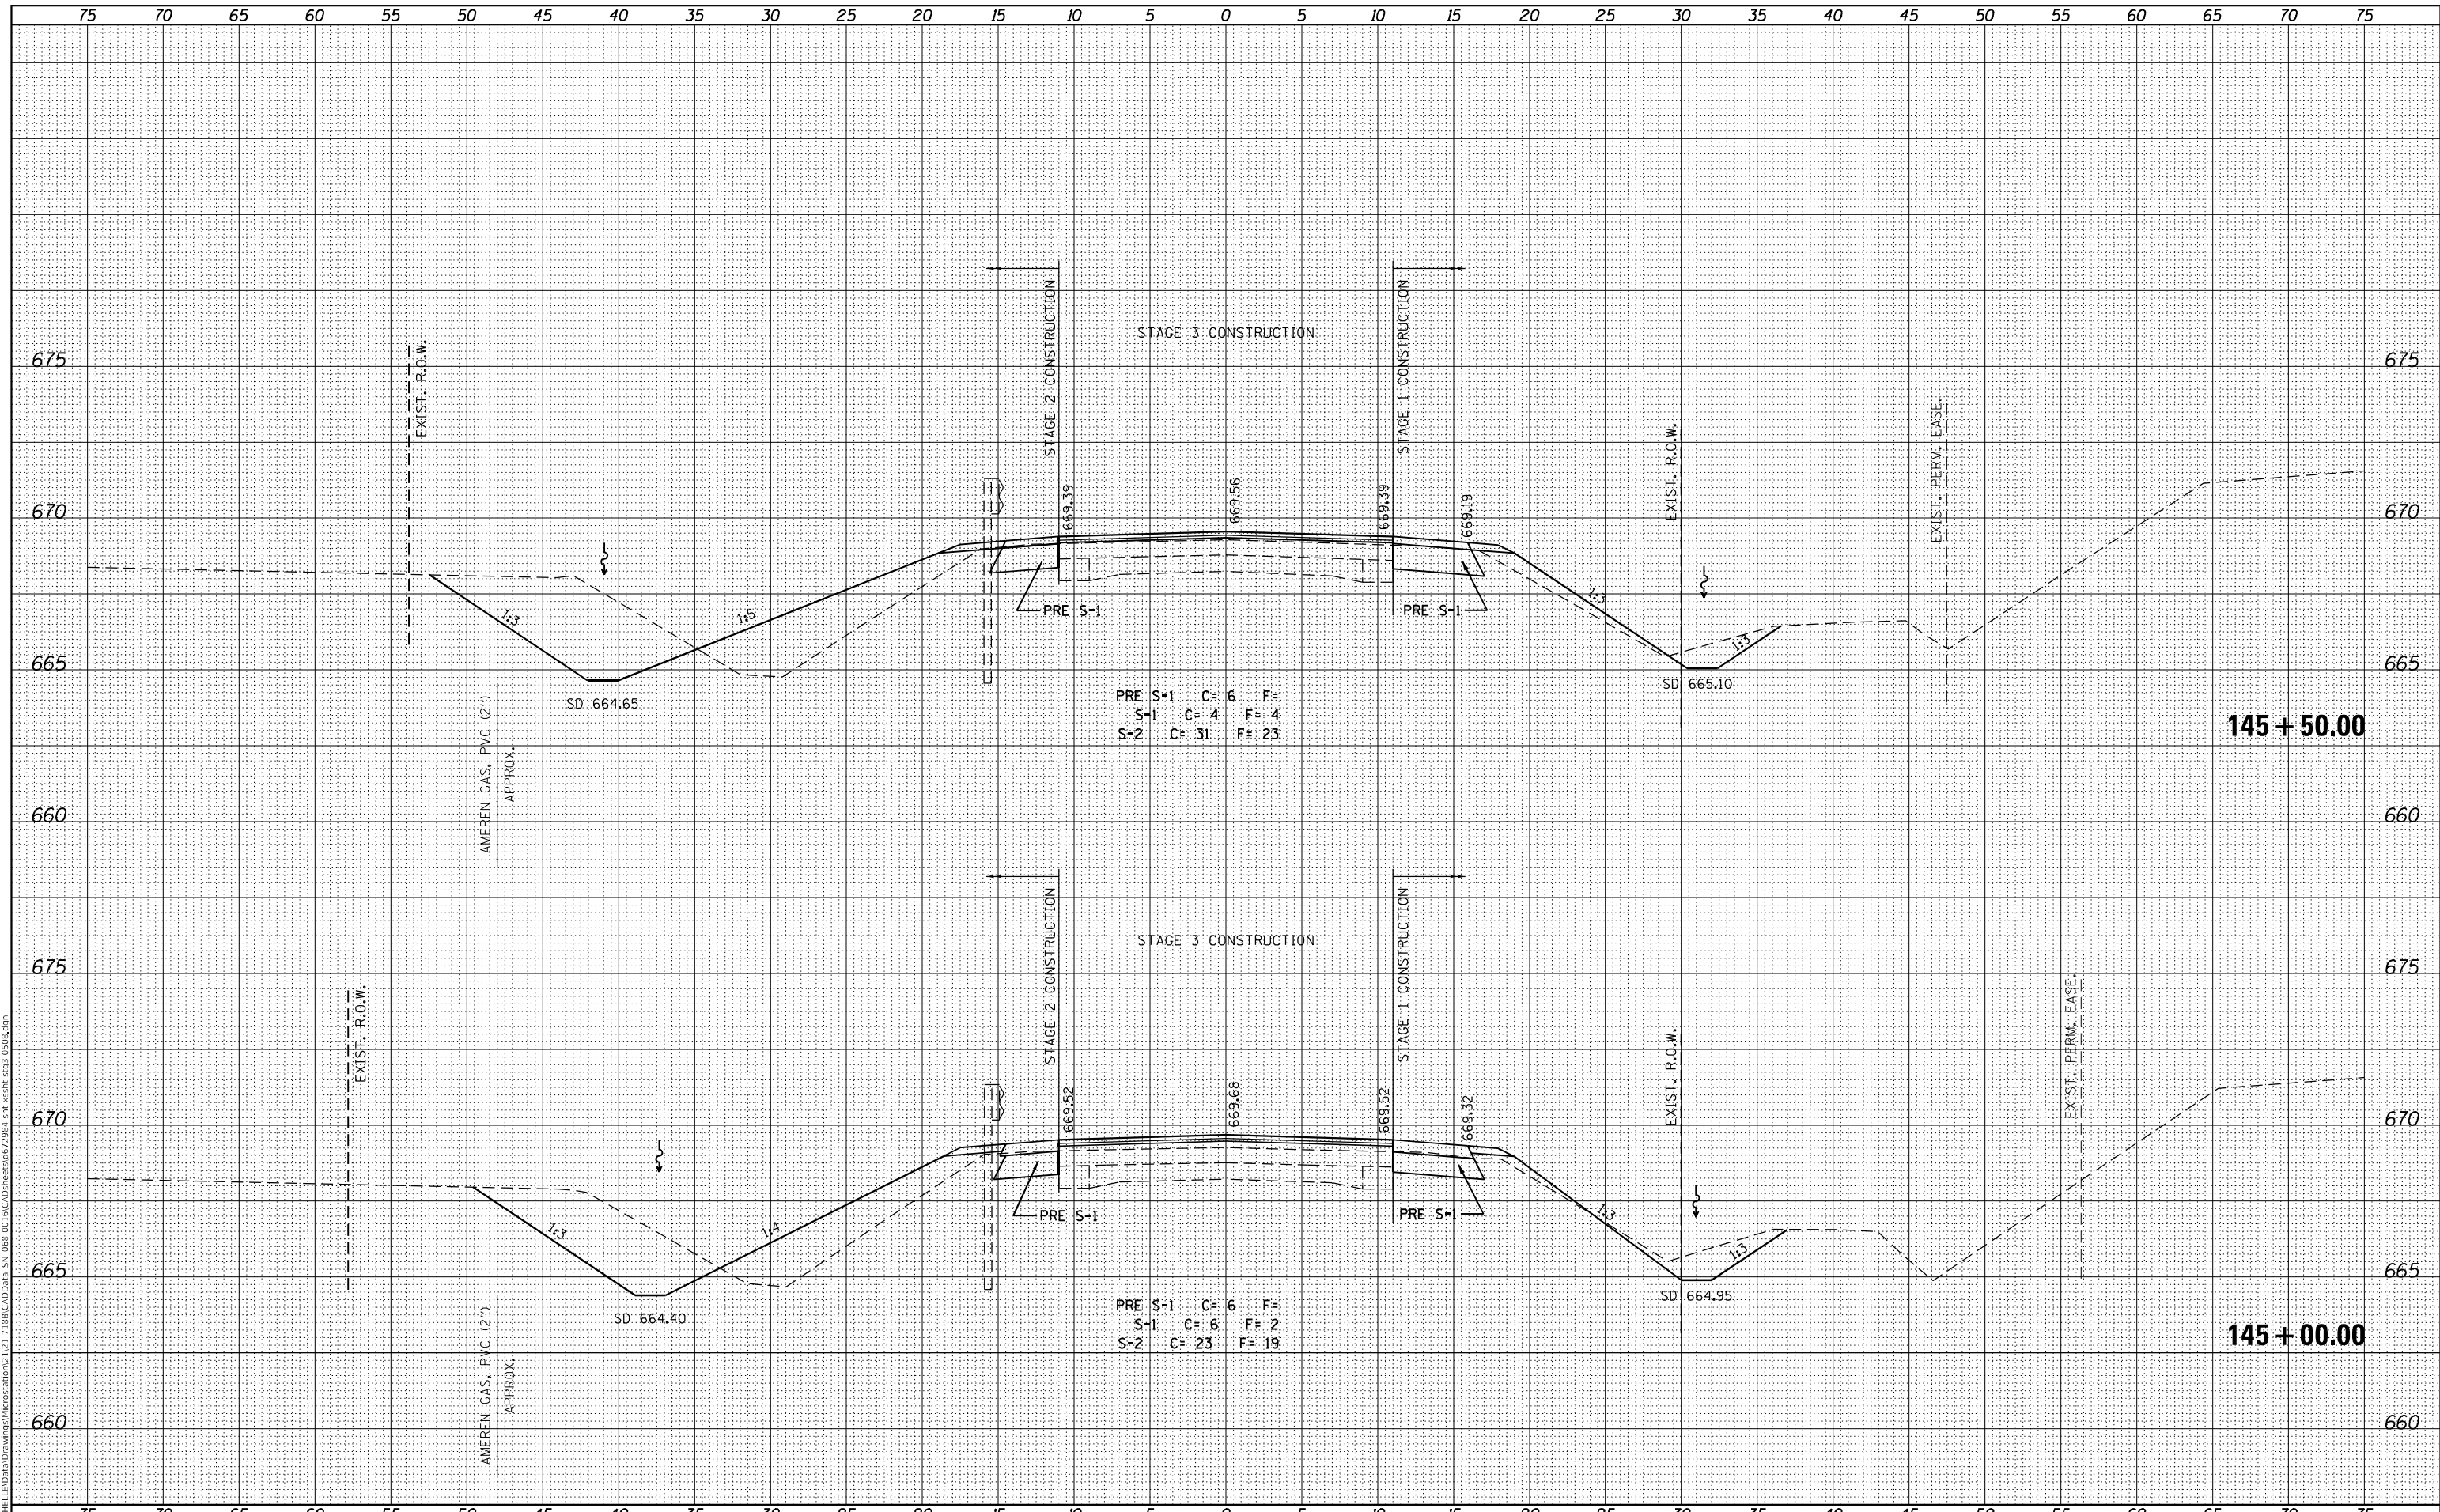 75 70 65 60 55 50 45 40 35 30 25 20 15 10 5 0 5 10 15 20 25 30 35 40 45 50 55 60 65 70 75
STAGE 2 CONSTRUCTION
STAGE 3 CONSTRUCTION
STAGE 1 CONSTRUCTION
EXIST. R.O.W.
675 675
EXIST. PERM. EASE.
EXIST. R.O.W.
669.39
669.56
669.39
669.19
670 670
1:3
1:5
PRE S-1
PRE S-1
1:3
1:3
665 665
SD 664.65
SD 665.10
PRE S-1 C= 6 F=
S-1 C= 4 F= 4
S-2 C= 31 F= 23
145 + 50.00
AMEREN GAS, PVC (2")
APPROX.
660 660
STAGE 2 CONSTRUCTION
STAGE 3 CONSTRUCTION
STAGE 1 CONSTRUCTION
675 675
EXIST. R.O.W.
EXIST. R.O.W.
EXIST. PERM. EASE.
669.52
669.68
669.52
669.32
670 670
1:3
1:4
PRE S-1
PRE S-1
1:3
1:3
665 665
SD 664.40
SD 664.95
PRE S-1 C= 6 F=
S-1 C= 6 F= 2
S-2 C= 23 F= 19
145 + 00.00
AMEREN GAS, PVC (2")
APPROX.
660 660